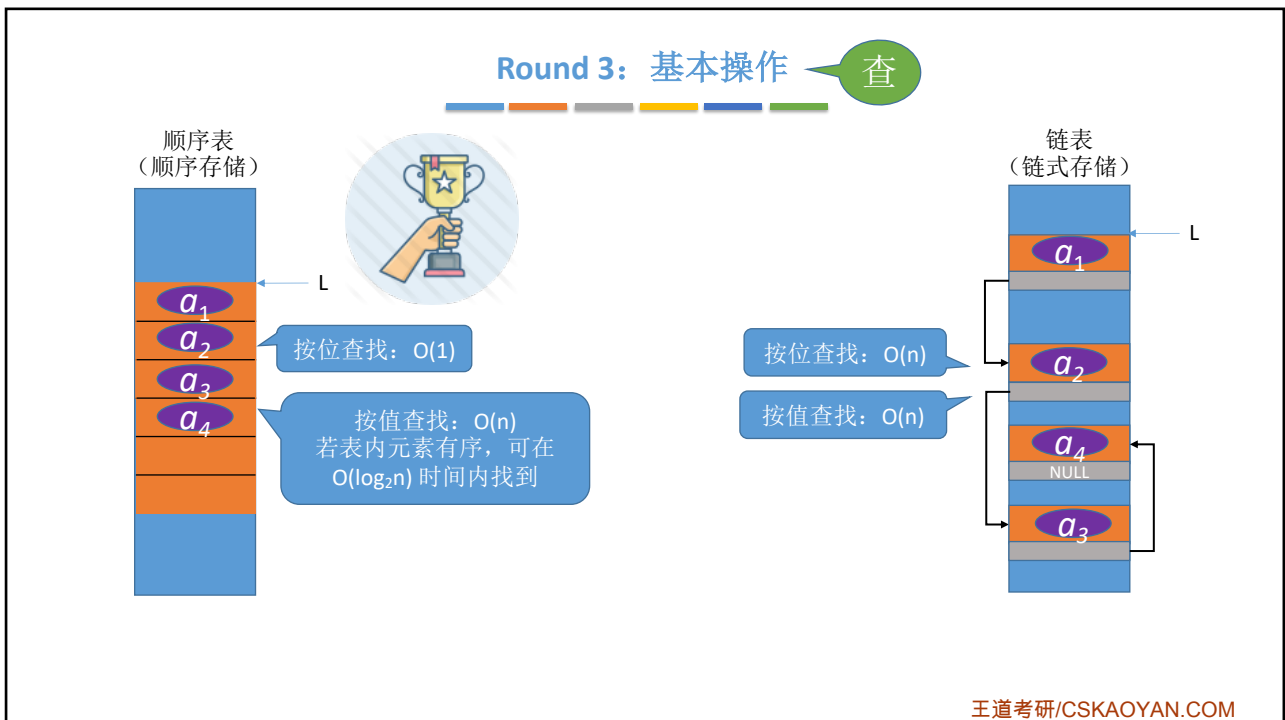 Round 3：基本操作
查
顺序表
（顺序存储）
L
a₁
a₂
a₃
a₄
按位查找：O(1)
按值查找：O(n)
若表内元素有序，可在
O(log₂n) 时间内找到
链表
（链式存储）
L
a₁
a₂
a₄
NULL
a₃
按位查找：O(n)
按值查找：O(n)
王道考研/CSKAOYAN.COM